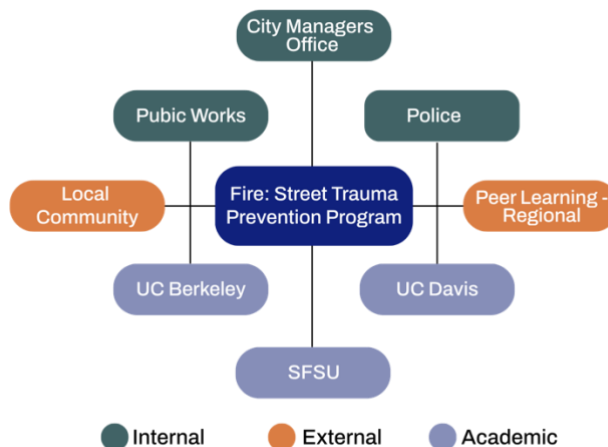 City Managers
Office
Pubic Works
Police
Local
Community
Fire: Street Trauma
Prevention Program
Peer Learning -
Regional
UC Berkeley
UC Davis
SFSU
Internal
External
Academic